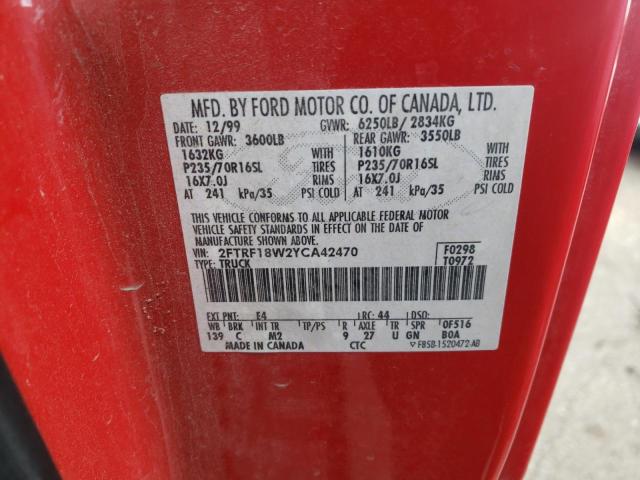 MFD. BY FORD MOTOR CO. OF CANADA, LTD.
DATE: 12/99 GVWR: 6250LB/ 2834KG
FRONT GAWR: 3600LB REAR GAWR: 3550LB
1632KG WITH 1610KG WITH
P235/70R16SL TIRES P235/70R16SL TIRES
16X7.0J RIMS 16X7.0J RIMS
AT 241 kPa/35 PSI COLD AT 241 kPa/35 PSI COLD
THIS VEHICLE CONFORMS TO ALL APPLICABLE FEDERAL MOTOR
VEHICLE SAFETY STANDARDS IN EFFECT ON THE DATE OF
MANUFACTURE SHOWN ABOVE.
VIN: 2FTRF18W2YCA42470 F0298
TYPE: TRUCK T0972
EXT PNT: E4 RC: 44 DSO:
WB BRK INT TR TP/PS R AXLE TR SPR 0F516
139 C M2 9 27 U GN BOA
MADE IN CANADA CTC ▽F85B-1520472-AB